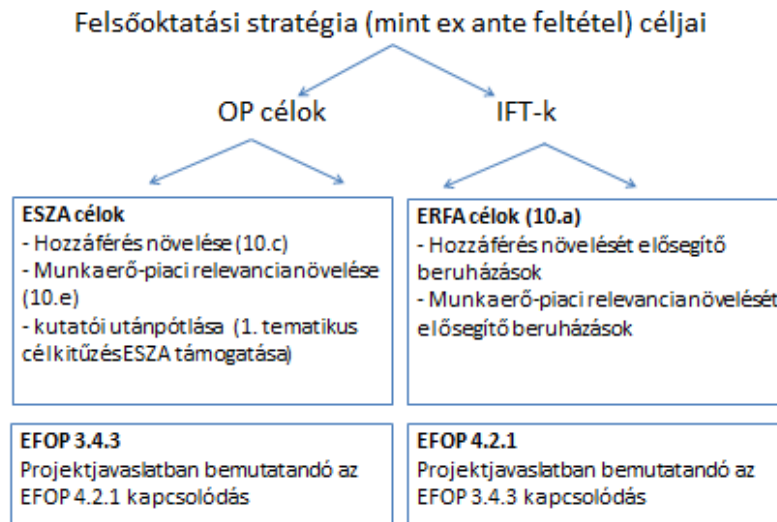 Felsőoktatási stratégia (mint ex ante feltétel) céljai
OP célok
IFT-k
ESZA célok
- Hozzáférés növelése (10.c)
- Munkaerő-piaci relevancia növelése
(10.e)
- kutatói utánpótlása (1. tematikus
célkitűzés ESZA támogatása)
ERFA célok (10.a)
- Hozzáférés növelését elősegítő
beruházások
- Munkaerő-piaci relevancia növelését
elősegítő beruházások
EFOP 3.4.3
Projektjavaslatban bemutatandó az
EFOP 4.2.1 kapcsolódás
EFOP 4.2.1
Projektjavaslatban bemutatandó az
EFOP 3.4.3 kapcsolódás